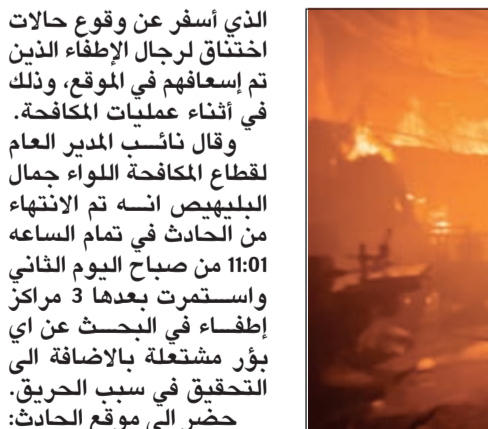 الذي أسفر عن وقوع حالات
اختناق لرجال الإطفاء الذين
تم إسعافهم في الموقع، وذلك
في أثناء عمليات المكافحة.
وقال نائب المدير العام
لقطاع المكافحة اللواء جمال
البليهيص انه تم الانتهاء
من الحادث في تمام الساعه
11:01 من صباح اليوم الثاني
واستمرت بعدها 3 مراكز
إطفاء في البحث عن اي
بؤر مشتعلة بالاضافة الى
التحقيق في سبب الحريق.
حضر الى موقع الحادث: